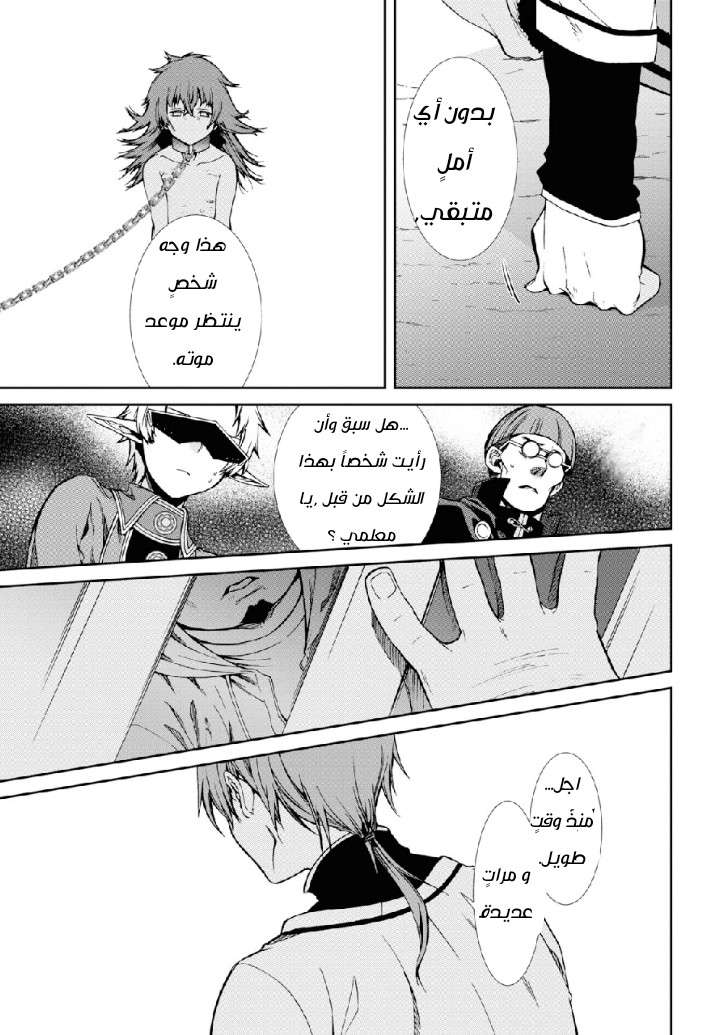 بدون أي
أملٍ
متبقي,
هذا وجه
شخصٍ
ينتظر موعد
موته.
...هل سبق وأن
رأيت شخصاً بهذا
الشكل من قبل ,يا
معلمي ؟
اجل...
مُنذُ وقتٍ
طويل.
و مراتٍ
عديدة